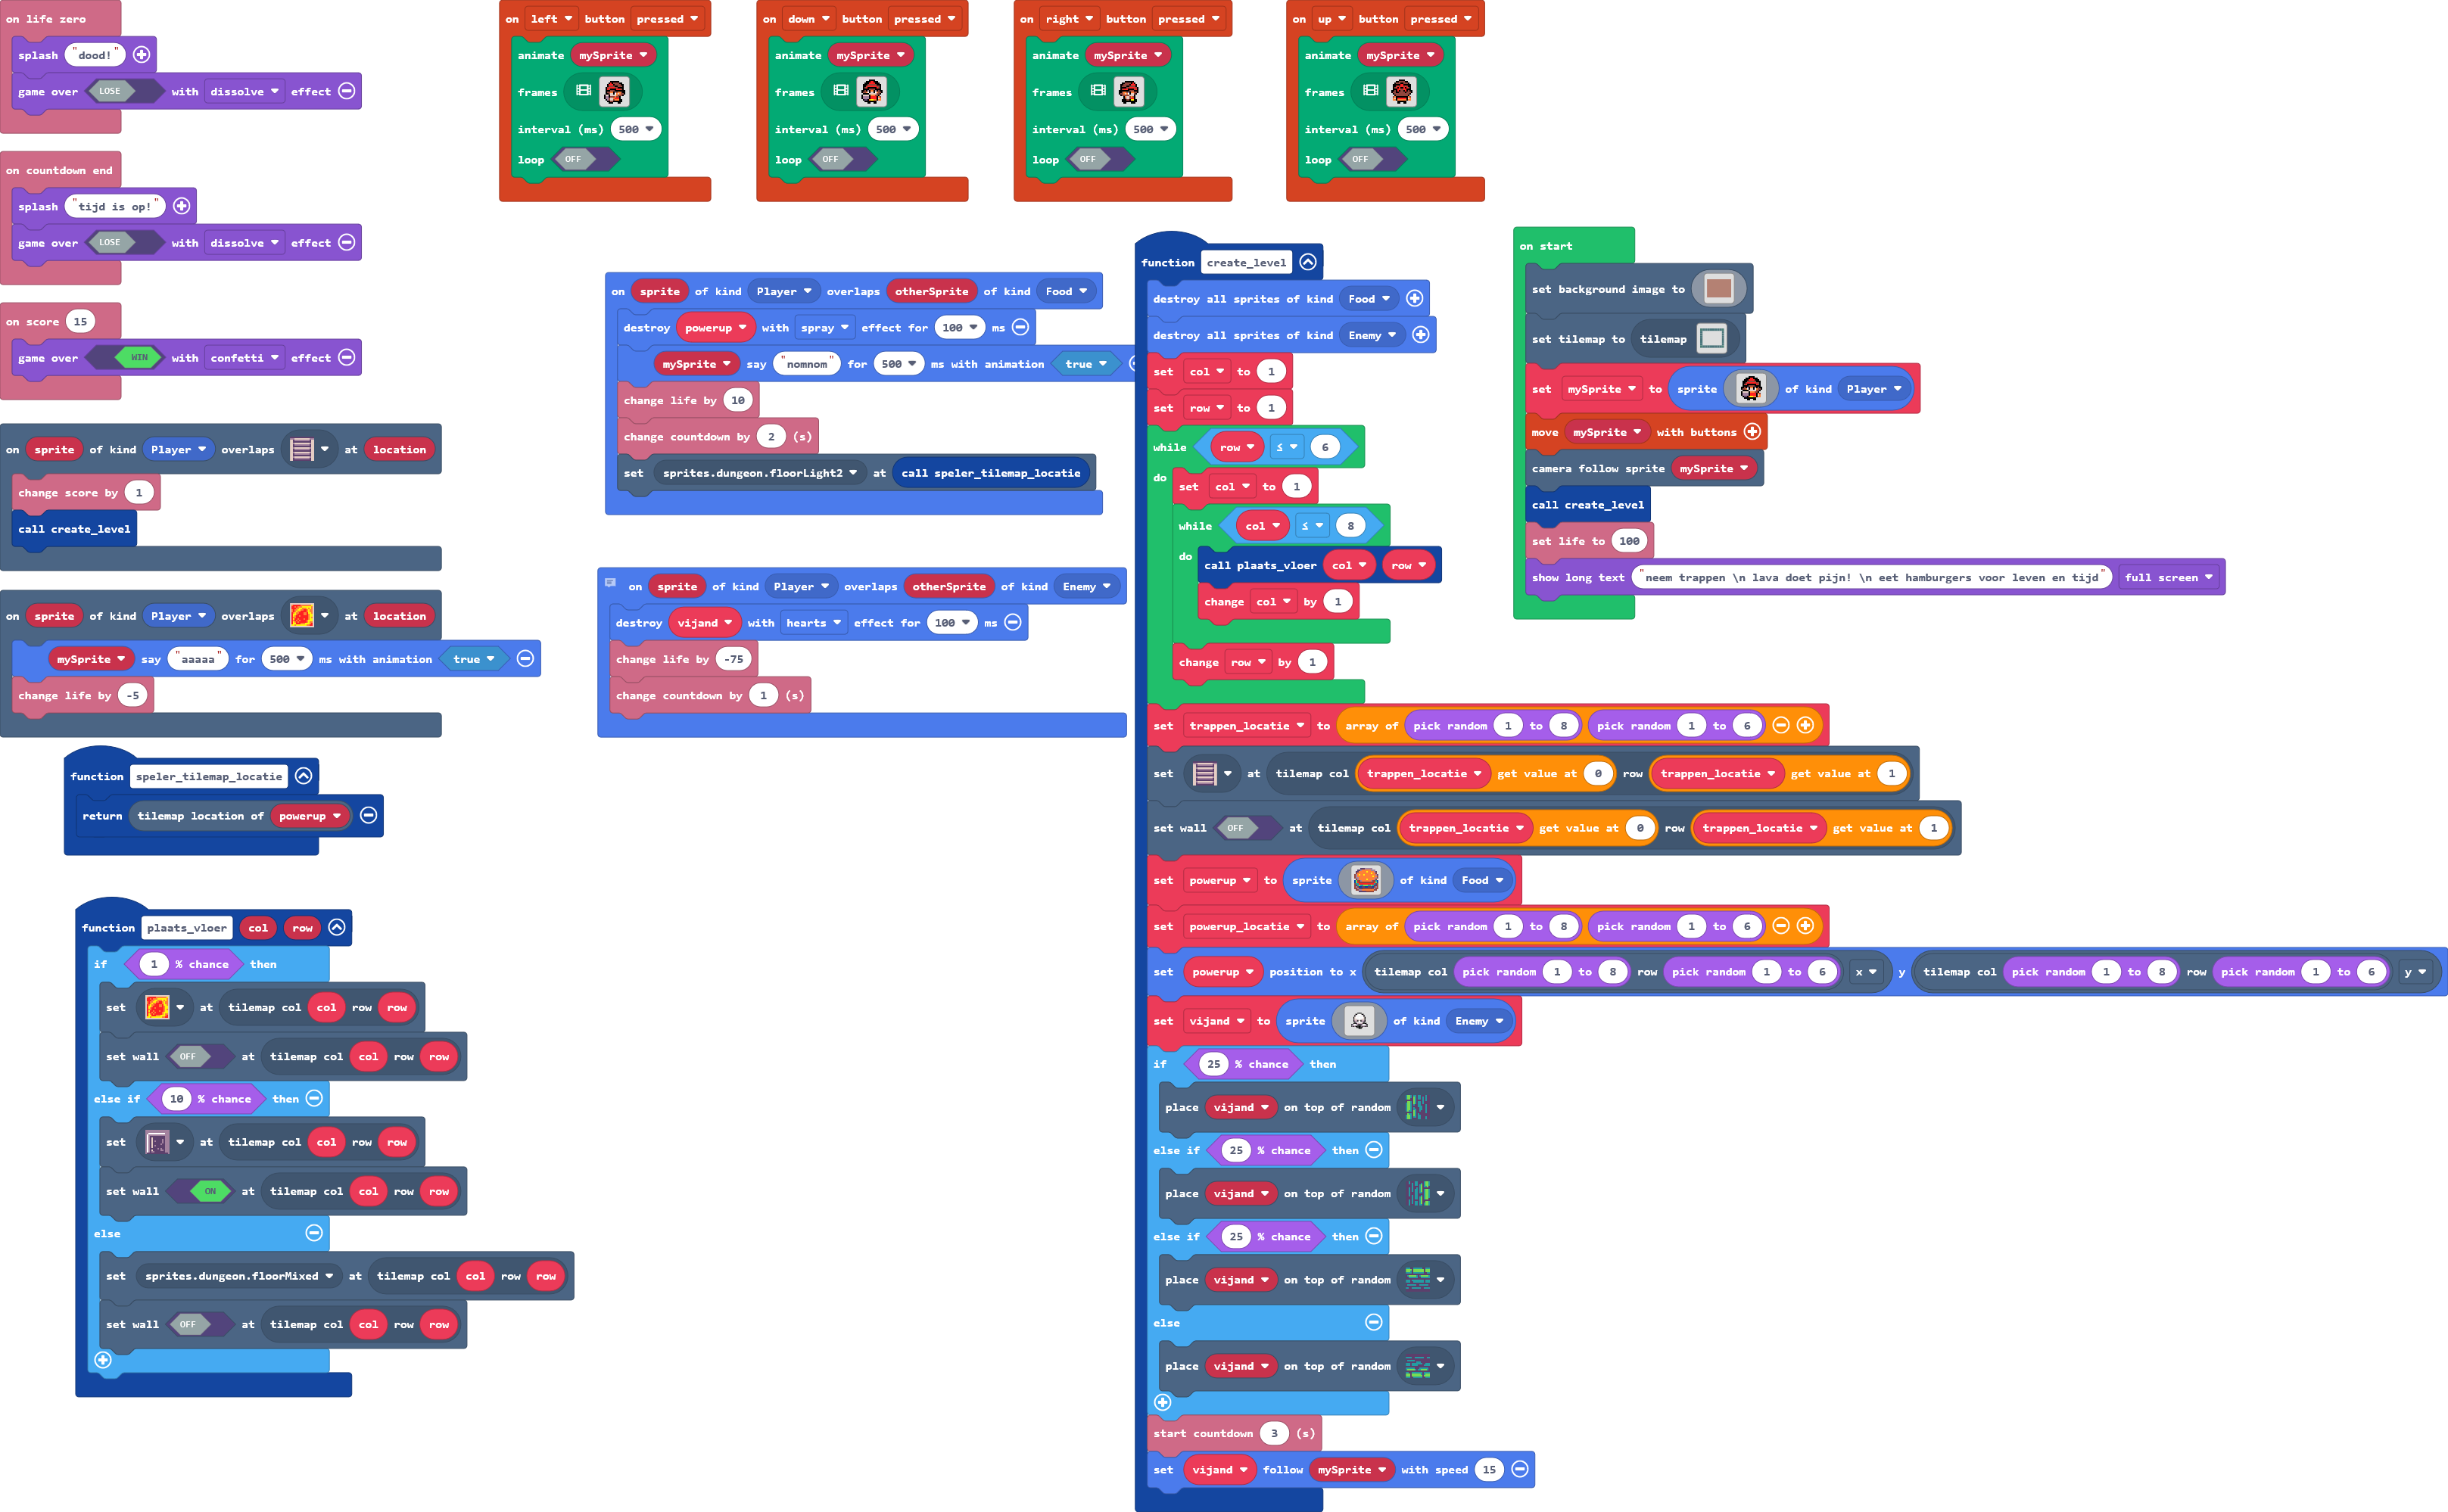 on life zero
splash "dood!"
game over LOSE with dissolve effect
on countdown end
splash "tijd is op!"
game over LOSE with dissolve effect
on score 15
game over WIN with confetti effect
on sprite of kind Player overlaps at location
change score by 1
call create_level
on sprite of kind Player overlaps at location
mySprite say "aaaaa" for 500 ms with animation true
change life by -5
function speler_tilemap_locatie
return tilemap location of powerup
function plaats_vloer col row
if 1 % chance then
set at tilemap col col row row
set wall OFF at tilemap col col row row
else if 10 % chance then
set at tilemap col col row row
set wall ON at tilemap col col row row
else
set sprites.dungeon.floorMixed at tilemap col col row row
set wall OFF at tilemap col col row row
on left button pressed
animate mySprite
frames
interval (ms) 500
loop OFF
on down button pressed
animate mySprite
frames
interval (ms) 500
loop OFF
on right button pressed
animate mySprite
frames
interval (ms) 500
loop OFF
on up button pressed
animate mySprite
frames
interval (ms) 500
loop OFF
on sprite of kind Player overlaps otherSprite of kind Food
destroy powerup with spray effect for 100 ms
mySprite say "nomnom" for 500 ms with animation true
change life by 10
change countdown by 2 (s)
set sprites.dungeon.floorLight2 at call speler_tilemap_locatie
on sprite of kind Player overlaps otherSprite of kind Enemy
destroy vijand with hearts effect for 100 ms
change life by -75
change countdown by 1 (s)
function create_level
destroy all sprites of kind Food
destroy all sprites of kind Enemy
set col to 1
set row to 1
while row ≤ 6
do
set col to 1
while col ≤ 8
do
call plaats_vloer col row
change col by 1
change row by 1
set trappen_locatie to array of pick random 1 to 8 pick random 1 to 6
set at tilemap col trappen_locatie get value at 0 row trappen_locatie get value at 1
set wall OFF at tilemap col trappen_locatie get value at 0 row trappen_locatie get value at 1
set powerup to sprite of kind Food
set powerup_locatie to array of pick random 1 to 8 pick random 1 to 6
set powerup position to x tilemap col pick random 1 to 8 row pick random 1 to 6 x y tilemap col pick random 1 to 8 row pick random 1 to 6 y
set vijand to sprite of kind Enemy
if 25 % chance then
place vijand on top of random
else if 25 % chance then
place vijand on top of random
else if 25 % chance then
place vijand on top of random
else
place vijand on top of random
start countdown 3 (s)
set vijand follow mySprite with speed 15
on start
set background image to
set tilemap to tilemap
set mySprite to sprite of kind Player
move mySprite with buttons
camera follow sprite mySprite
call create_level
set life to 100
show long text "neem trappen \n lava doet pijn! \n eet hamburgers voor leven en tijd" full screen